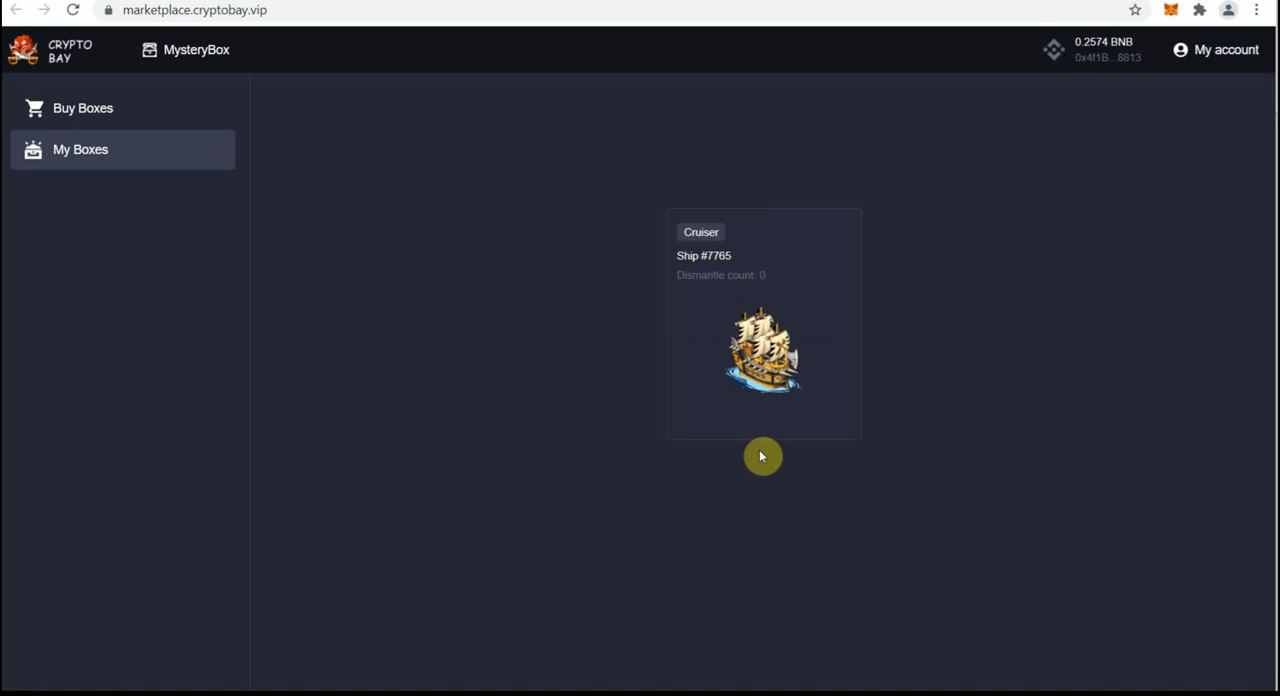 marketplace.cryptobay.vip
CRYPTO
BAY
MysteryBox
0.2574 BNB
0x4f1B...8813
My account
Buy Boxes
My Boxes
Cruiser
Ship #7765
Dismantle count: 0